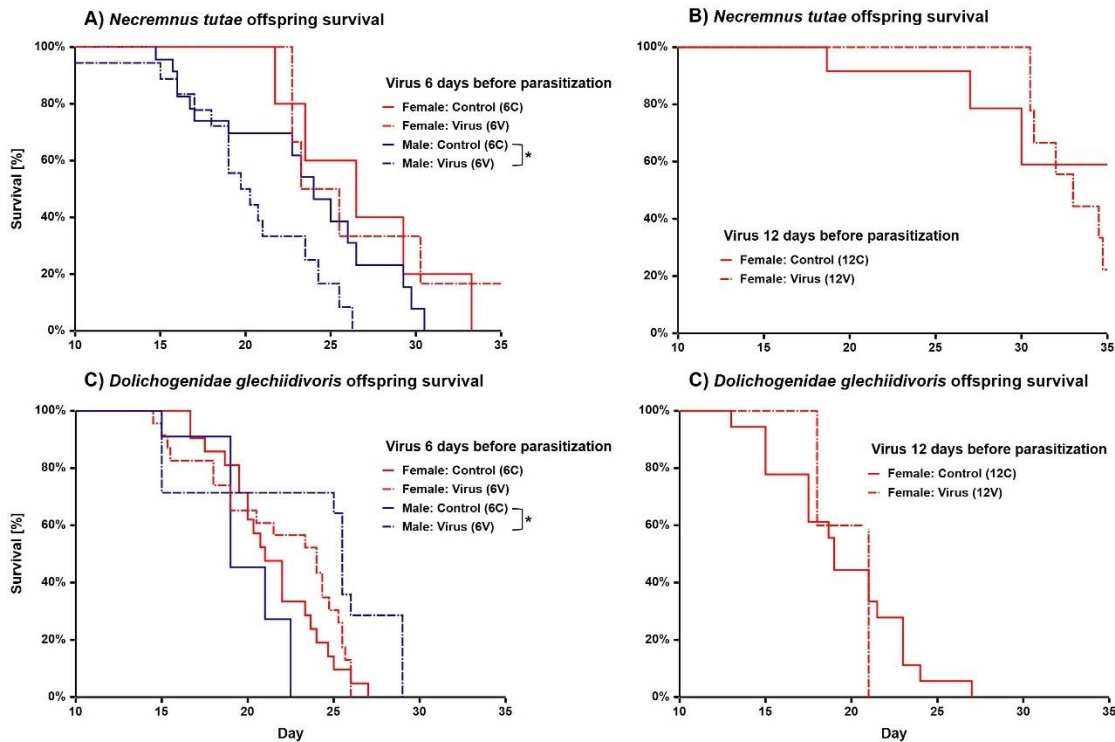 A) Necremnus tutae offspring survival
100%
80%
60%
40%
20%
0%
Survival [%]
10 15 20 25 30 35
Virus 6 days before parasitization
Female: Control (6C)
Female: Virus (6V)
Male: Control (6C)
Male: Virus (6V)
*
B) Necremnus tutae offspring survival
100%
80%
60%
40%
20%
0%
10 15 20 25 30 35
Virus 12 days before parasitization
Female: Control (12C)
Female: Virus (12V)
C) Dolichogenidae glechiidivoris offspring survival
100%
80%
60%
40%
20%
0%
Survival [%]
10 15 20 25 30 35
Day
Virus 6 days before parasitization
Female: Control (6C)
Female: Virus (6V)
Male: Control (6C)
Male: Virus (6V)
*
C) Dolichogenidae glechiidivoris offspring survival
100%
80%
60%
40%
20%
0%
10 15 20 25 30 35
Day
Virus 12 days before parasitization
Female: Control (12C)
Female: Virus (12V)